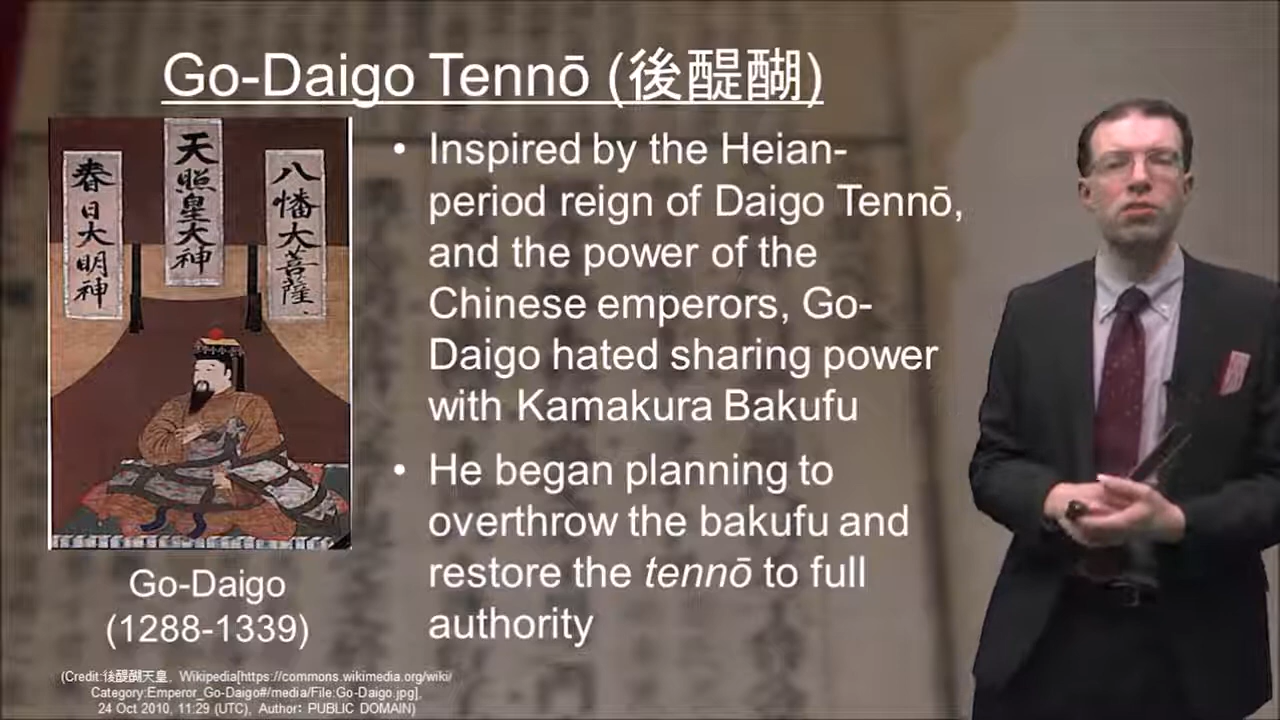 Go-Daigo Tennō (後醍醐)
春日大明神
天照皇大神
八幡大菩薩
• Inspired by the Heian-
period reign of Daigo Tennō,
and the power of the
Chinese emperors, Go-
Daigo hated sharing power
with Kamakura Bakufu
• He began planning to
overthrow the bakufu and
restore the tennō to full
authority
Go-Daigo
(1288-1339)
(Credit:後醍醐天皇, Wikipedia[https://commons.wikimedia.org/wiki/
Category:Emperor_Go-Daigo#/media/File:Go-Daigo.jpg],
24 Oct 2010, 11:29 (UTC), Author: PUBLIC DOMAIN)